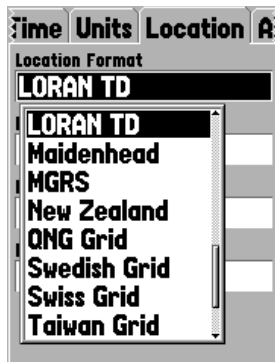 Time Units Location A
Location Format
LORAN TD
LORAN TD
Maidenhead
MGRS
New Zealand
QNG Grid
Swedish Grid
Swiss Grid
Taiwan Grid